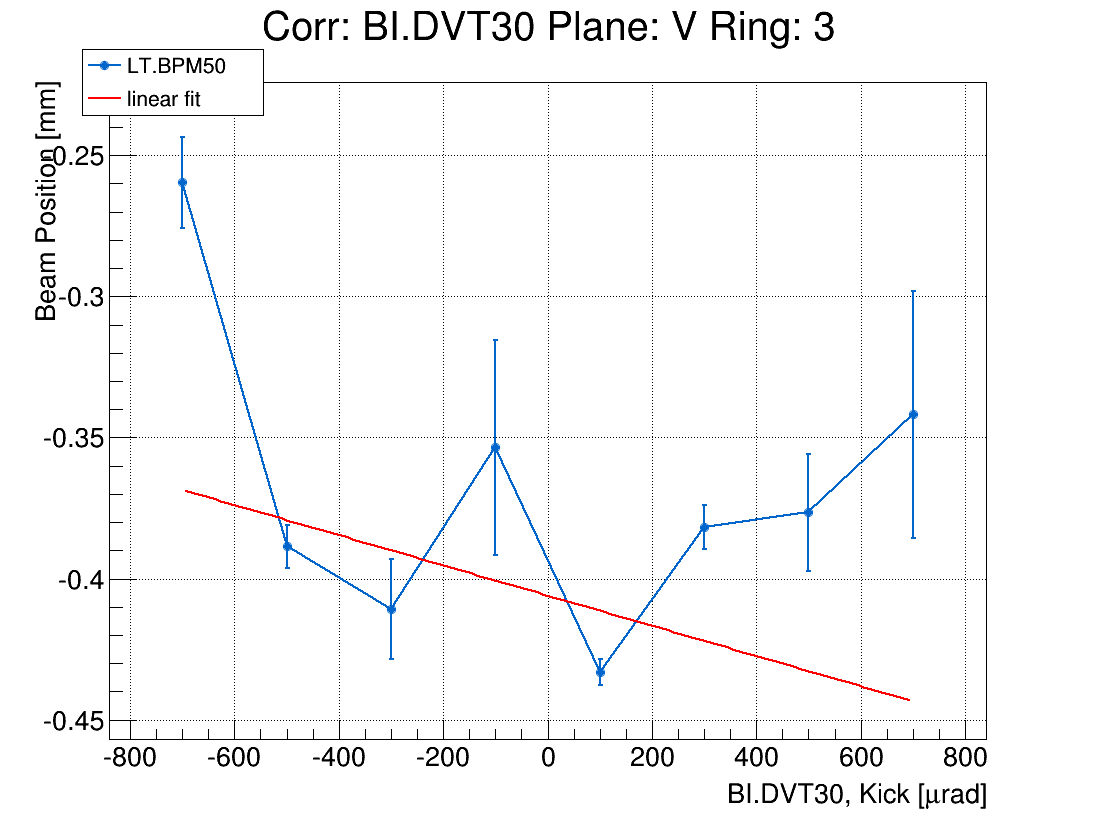 Corr: BI.DVT30 Plane: V Ring: 3
LT.BPM50
linear fit
Beam Position [mm]
-0.25
-0.3
-0.35
-0.4
-0.45
-800 -600 -400 -200 0 200 400 600 800
BI.DVT30, Kick [μrad]